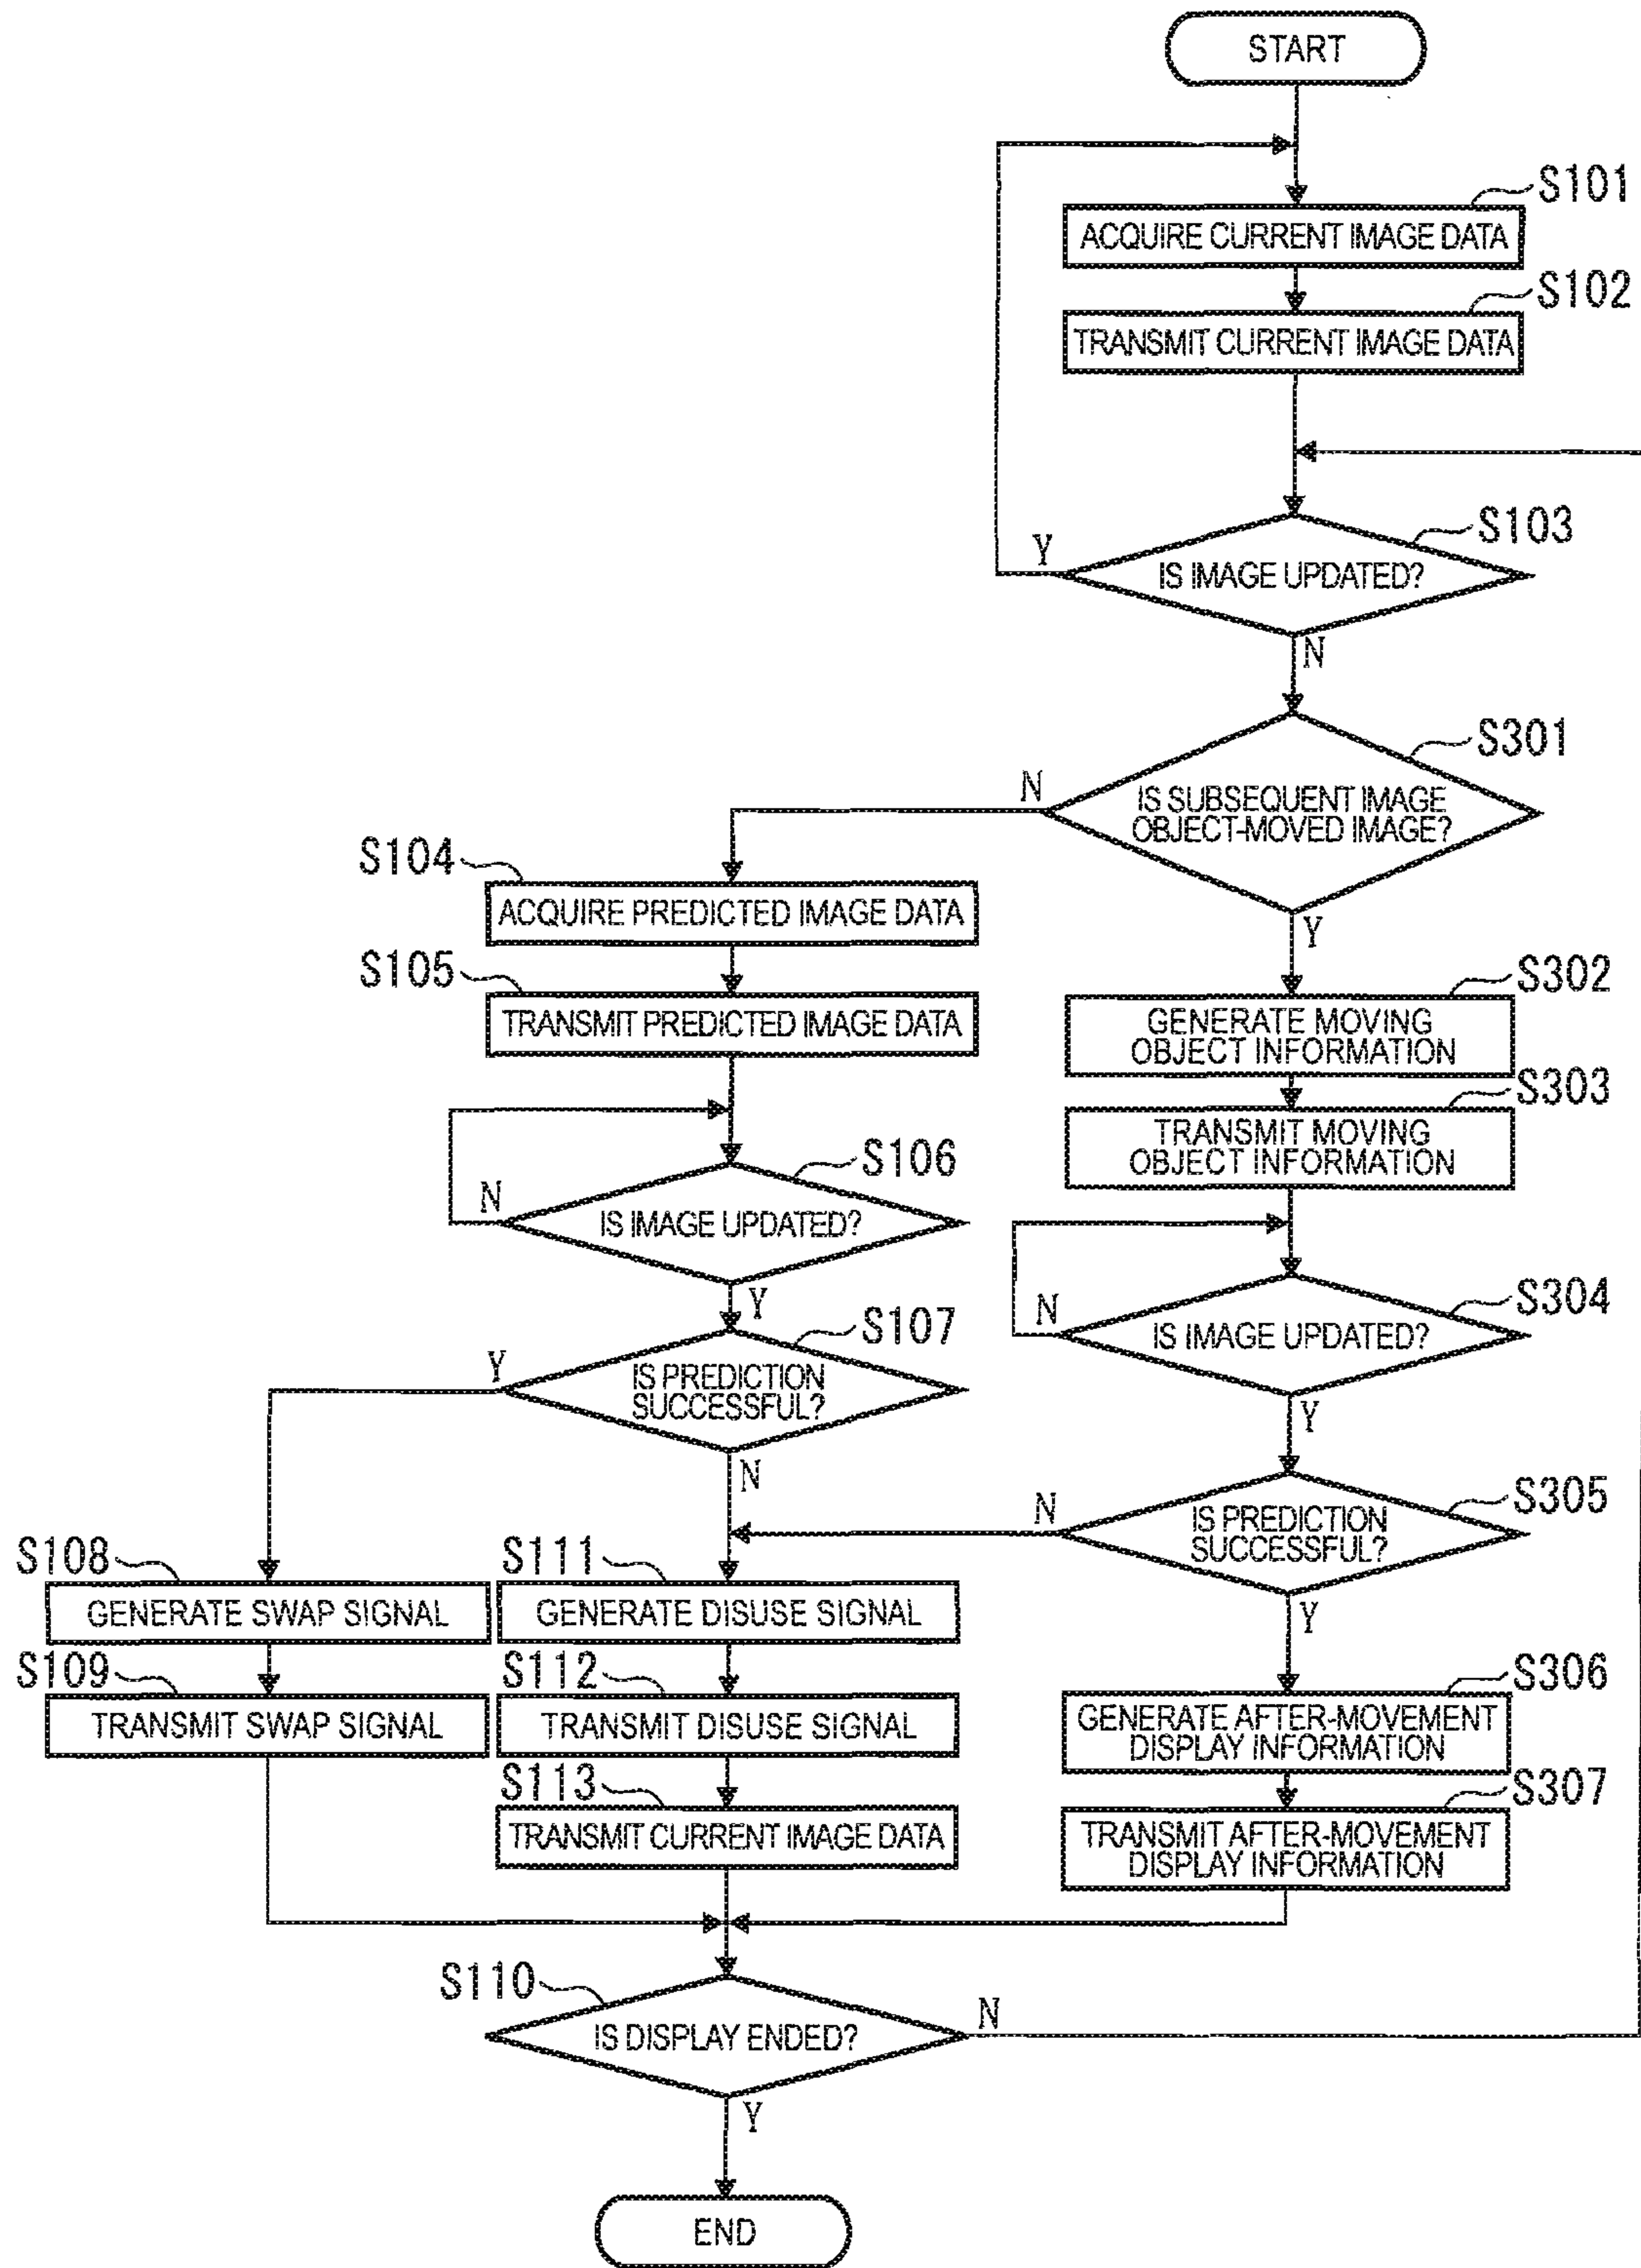 START
S101
ACQUIRE CURRENT IMAGE DATA
S102
TRANSMIT CURRENT IMAGE DATA
S103
IS IMAGE UPDATED?
Y
N
S301
IS SUBSEQUENT IMAGE
OBJECT-MOVED IMAGE?
N
Y
S104
ACQUIRE PREDICTED IMAGE DATA
S105
TRANSMIT PREDICTED IMAGE DATA
S302
GENERATE MOVING
OBJECT INFORMATION
S303
TRANSMIT MOVING
OBJECT INFORMATION
S106
IS IMAGE UPDATED?
N
Y
S304
IS IMAGE UPDATED?
N
Y
S107
IS PREDICTION
SUCCESSFUL?
Y
N
S305
IS PREDICTION
SUCCESSFUL?
N
Y
S108
GENERATE SWAP SIGNAL
S109
TRANSMIT SWAP SIGNAL
S111
GENERATE DISUSE SIGNAL
S112
TRANSMIT DISUSE SIGNAL
S113
TRANSMIT CURRENT IMAGE DATA
S306
GENERATE AFTER-MOVEMENT
DISPLAY INFORMATION
S307
TRANSMIT AFTER-MOVEMENT
DISPLAY INFORMATION
S110
IS DISPLAY ENDED?
N
Y
END